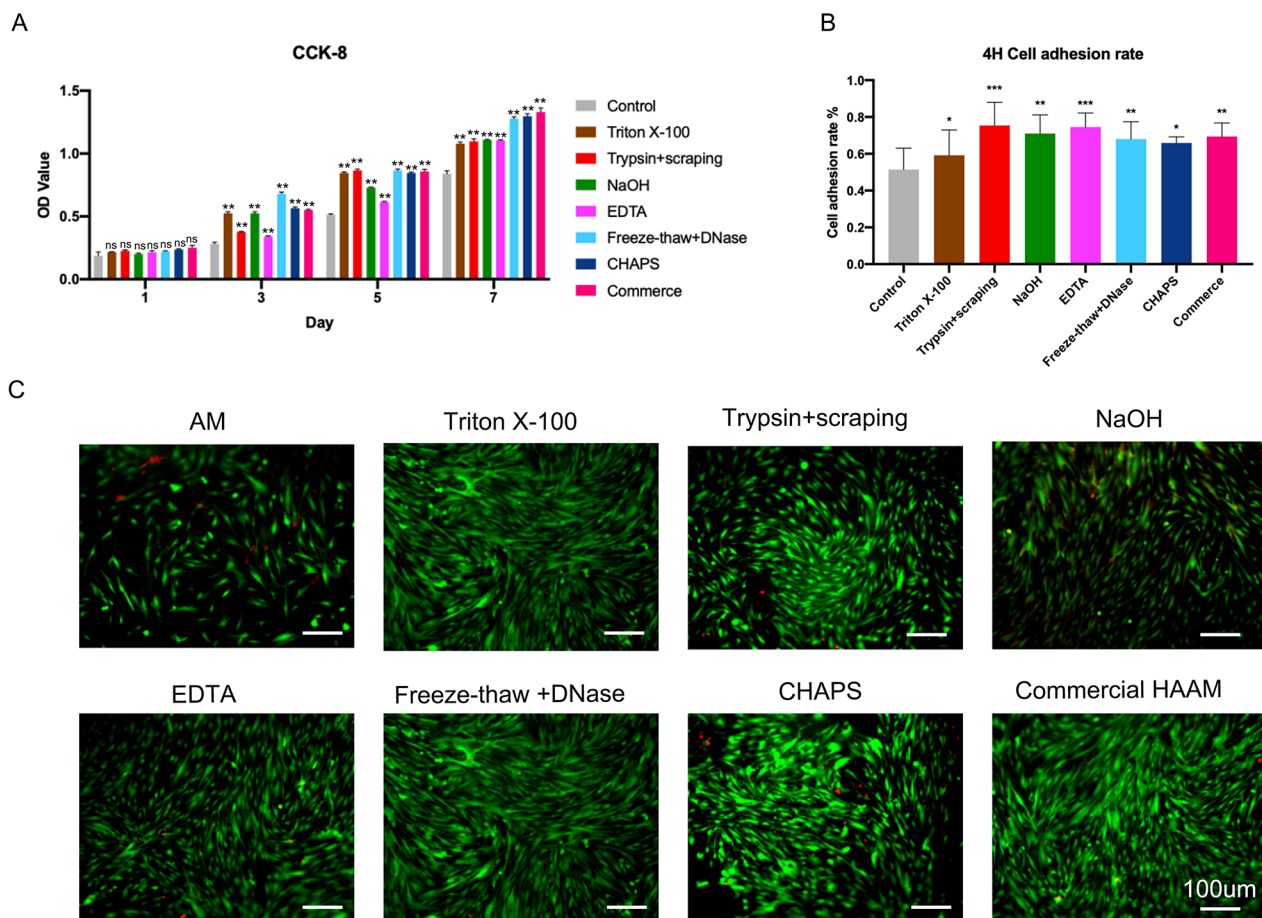 A
CCK-8
OD Value
1.5
1.0
0.5
0.0
ns ns ns ns ns ns ns
** ** ** ** ** ** **
** ** ** ** ** ** **
** ** ** ** ** ** **
1 3 5 7
Day
Control
Triton X-100
Trypsin+scraping
NaOH
EDTA
Freeze-thaw+DNase
CHAPS
Commerce
B
4H Cell adhesion rate
Cell adhesion rate %
1.0
0.8
0.6
0.4
0.2
0.0
* *** ** *** ** * **
Control
Triton X-100
Trypsin+scraping
NaOH
EDTA
Freeze-thaw+DNase
CHAPS
Commerce
C
AM
Triton X-100
Trypsin+scraping
NaOH
EDTA
Freeze-thaw +DNase
CHAPS
Commercial HAAM
100um